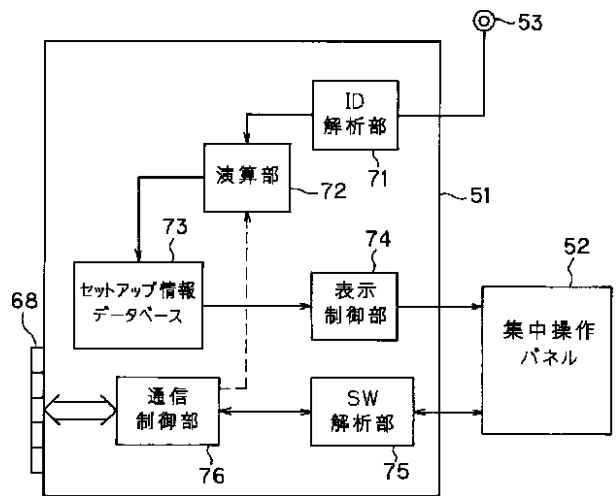 53
ID
解析部
71
演算部
72
51
73
セットアップ情報
データベース
74
表示
制御部
52
集中操作
パネル
68
通信
制御部
76
SW
解析部
75